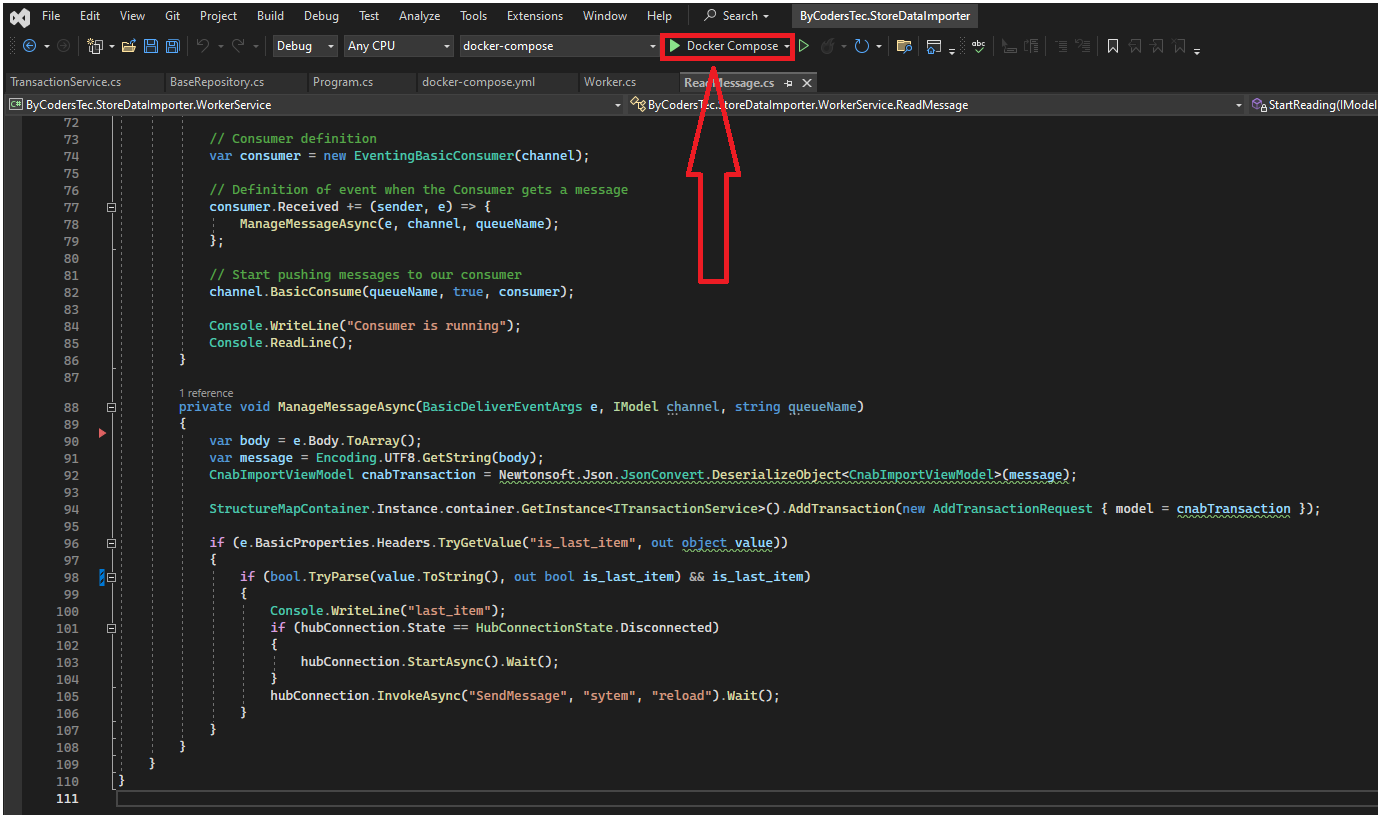 File Edit View Git Project Build Debug Test Analyze Tools Extensions Window Help Search ByCodersTec.StoreDataImporter
Debug Any CPU docker-compose Docker Compose abc
TransactionService.cs BaseRepository.cs Program.cs docker-compose.yml Worker.cs ReadMessage.cs
C# ByCodersTec.StoreDataImporter.WorkerService ByCodersTec.StoreDataImporter.WorkerService.ReadMessage StartReading(IModel
72
73 // Consumer definition
74 var consumer = new EventingBasicConsumer(channel);
75
76 // Definition of event when the Consumer gets a message
77 consumer.Received += (sender, e) => {
78 ManageMessageAsync(e, channel, queueName);
79 };
80
81 // Start pushing messages to our consumer
82 channel.BasicConsume(queueName, true, consumer);
83
84 Console.WriteLine("Consumer is running");
85 Console.ReadLine();
86 }
87
1 reference
88 private void ManageMessageAsync(BasicDeliverEventArgs e, IModel channel, string queueName)
89 {
90 var body = e.Body.ToArray();
91 var message = Encoding.UTF8.GetString(body);
92 CnabImportViewModel cnabTransaction = Newtonsoft.Json.JsonConvert.DeserializeObject<CnabImportViewModel>(message);
93
94 StructureMapContainer.Instance.container.GetInstance<ITransactionService>().AddTransaction(new AddTransactionRequest { model = cnabTransaction });
95
96 if (e.BasicProperties.Headers.TryGetValue("is_last_item", out object value))
97 {
98 if (bool.TryParse(value.ToString(), out bool is_last_item) && is_last_item)
99 {
100 Console.WriteLine("last_item");
101 if (hubConnection.State == HubConnectionState.Disconnected)
102 {
103 hubConnection.StartAsync().Wait();
104 }
105 hubConnection.InvokeAsync("SendMessage", "sytem", "reload").Wait();
106 }
107 }
108 }
109 }
110 }
111